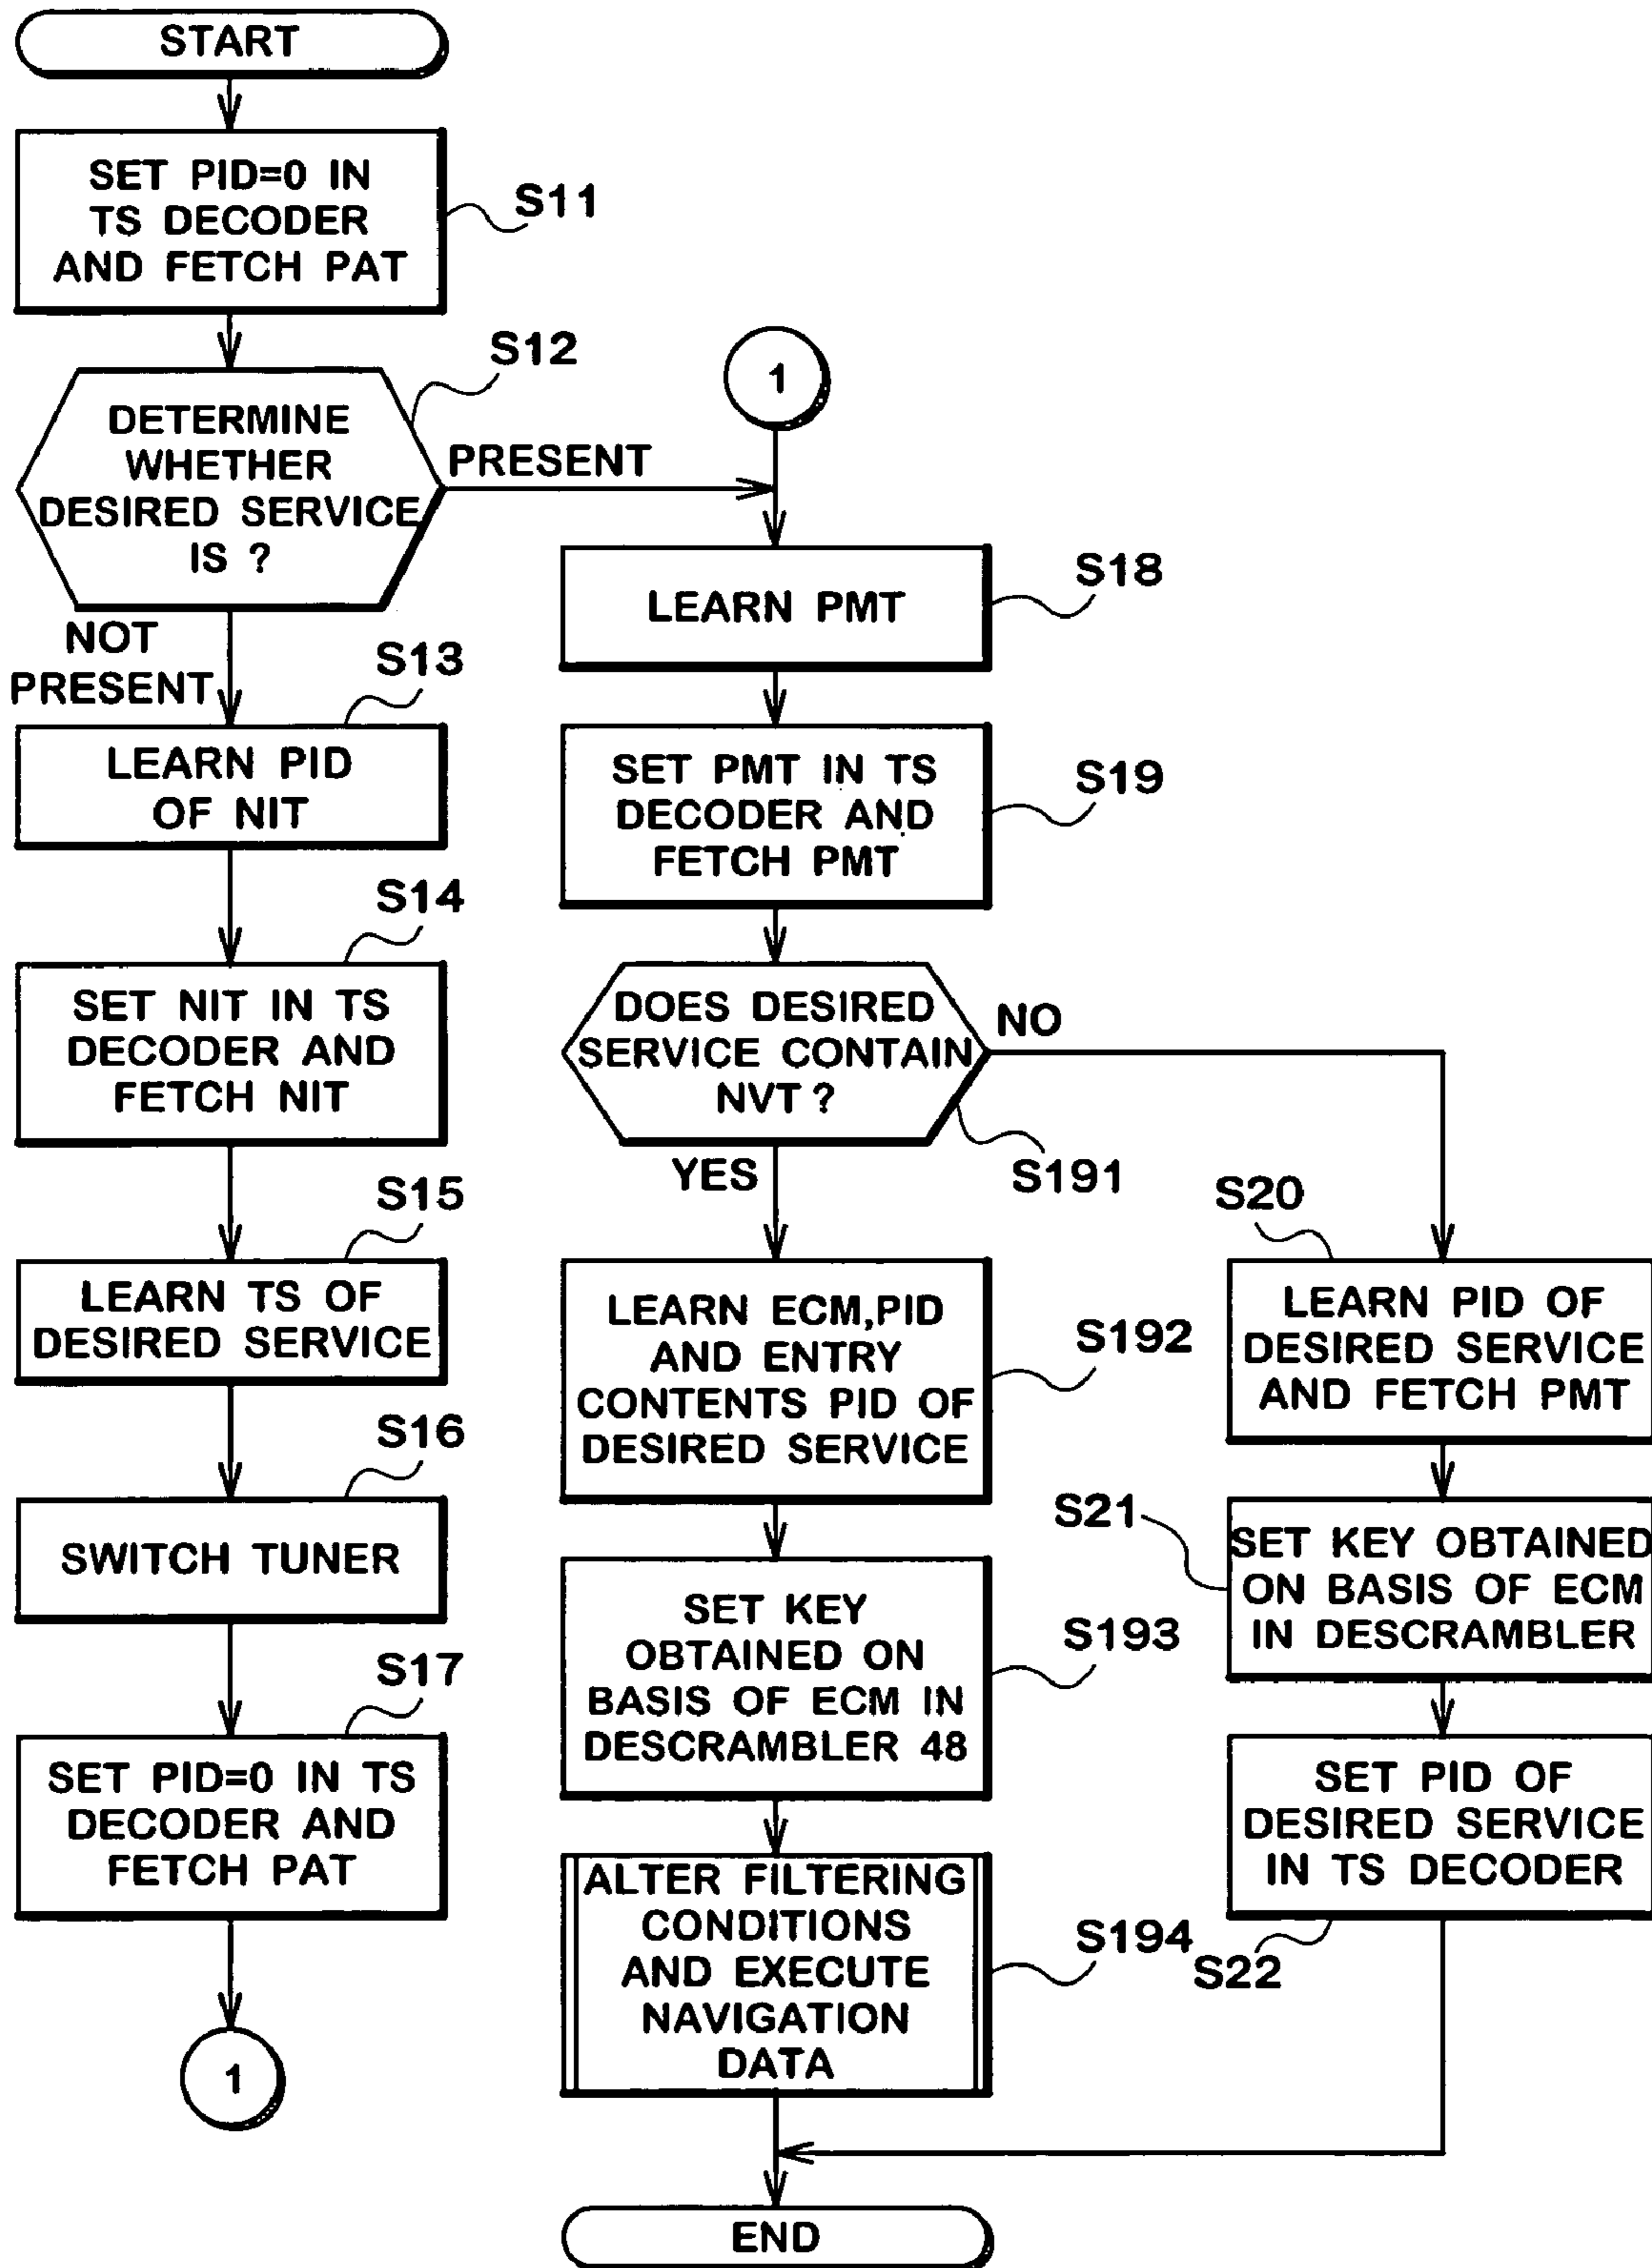 START
SET PID=0 IN
TS DECODER
AND FETCH PAT
S11
S12
DETERMINE
WHETHER
DESIRED SERVICE
IS ?
PRESENT
NOT
PRESENT
S13
LEARN PID
OF NIT
S14
SET NIT IN TS
DECODER AND
FETCH NIT
S15
LEARN TS OF
DESIRED SERVICE
S16
SWITCH TUNER
S17
SET PID=0 IN TS
DECODER AND
FETCH PAT
1
1
LEARN PMT
S18
SET PMT IN TS
DECODER AND
FETCH PMT
S19
DOES DESIRED
SERVICE CONTAIN
NVT ?
NO
S191
YES
LEARN ECM,PID
AND ENTRY
CONTENTS PID OF
DESIRED SERVICE
S192
SET KEY
OBTAINED ON
BASIS OF ECM IN
DESCRAMBLER 48
S193
ALTER FILTERING
CONDITIONS
AND EXECUTE
NAVIGATION
DATA
S194
S20
LEARN PID OF
DESIRED SERVICE
AND FETCH PMT
S21
SET KEY OBTAINED
ON BASIS OF ECM
IN DESCRAMBLER
SET PID OF
DESIRED SERVICE
IN TS DECODER
S22
END